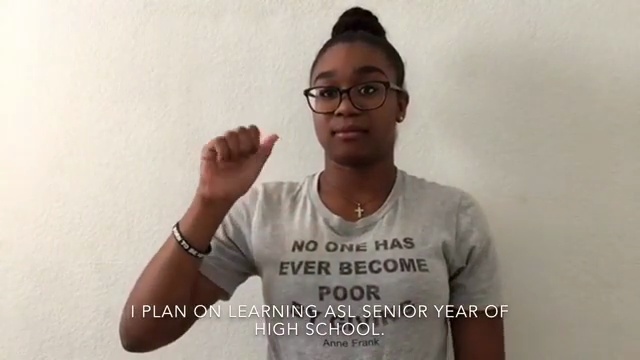 NO ONE HAS
EVER BECOME
POOR
I PLAN ON LEARNING ASL SENIOR YEAR OF
HIGH SCHOOL.
Anne Frank